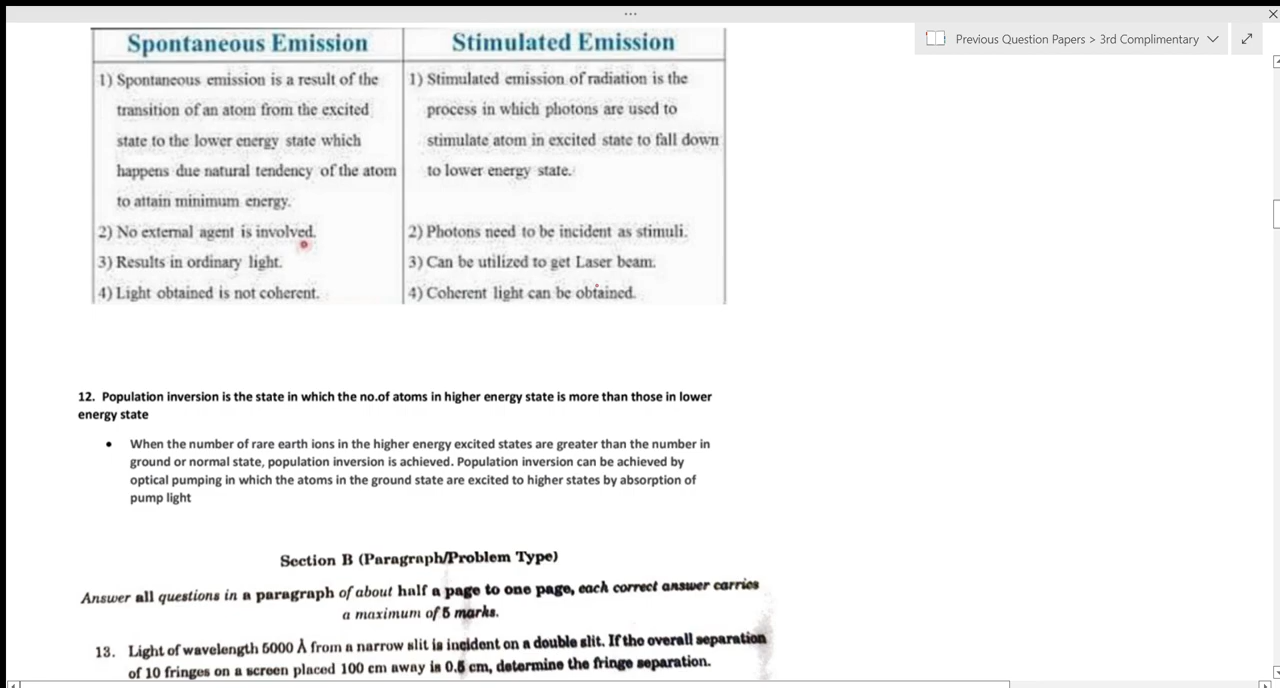 Previous Question Papers > 3rd Complimentary
Spontaneous Emission
1) Spontaneous emission is a result of the
transition of an atom from the excited
state to the lower energy state which
happens due natural tendency of the atom
to attain minimum energy.
2) No external agent is involved.
3) Results in ordinary light.
4) Light obtained is not coherent.
Stimulated Emission
1) Stimulated emission of radiation is the
process in which photons are used to
stimulate atom in excited state to fall down
to lower energy state.
2) Photons need to be incident as stimuli.
3) Can be utilized to get Laser beam.
4) Coherent light can be obtained.
12. Population inversion is the state in which the no.of atoms in higher energy state is more than those in lower
energy state
• When the number of rare earth ions in the higher energy excited states are greater than the number in
ground or normal state, population inversion is achieved. Population inversion can be achieved by
optical pumping in which the atoms in the ground state are excited to higher states by absorption of
pump light
Section B (Paragraph/Problem Type)
Answer all questions in a paragraph of about half a page to one page, each correct answer carries
a maximum of 5 marks.
13. Light of wavelength 5000 Å from a narrow slit is incident on a double slit. If the overall separation
of 10 fringes on a screen placed 100 cm away is 0.5 cm, determine the fringe separation.